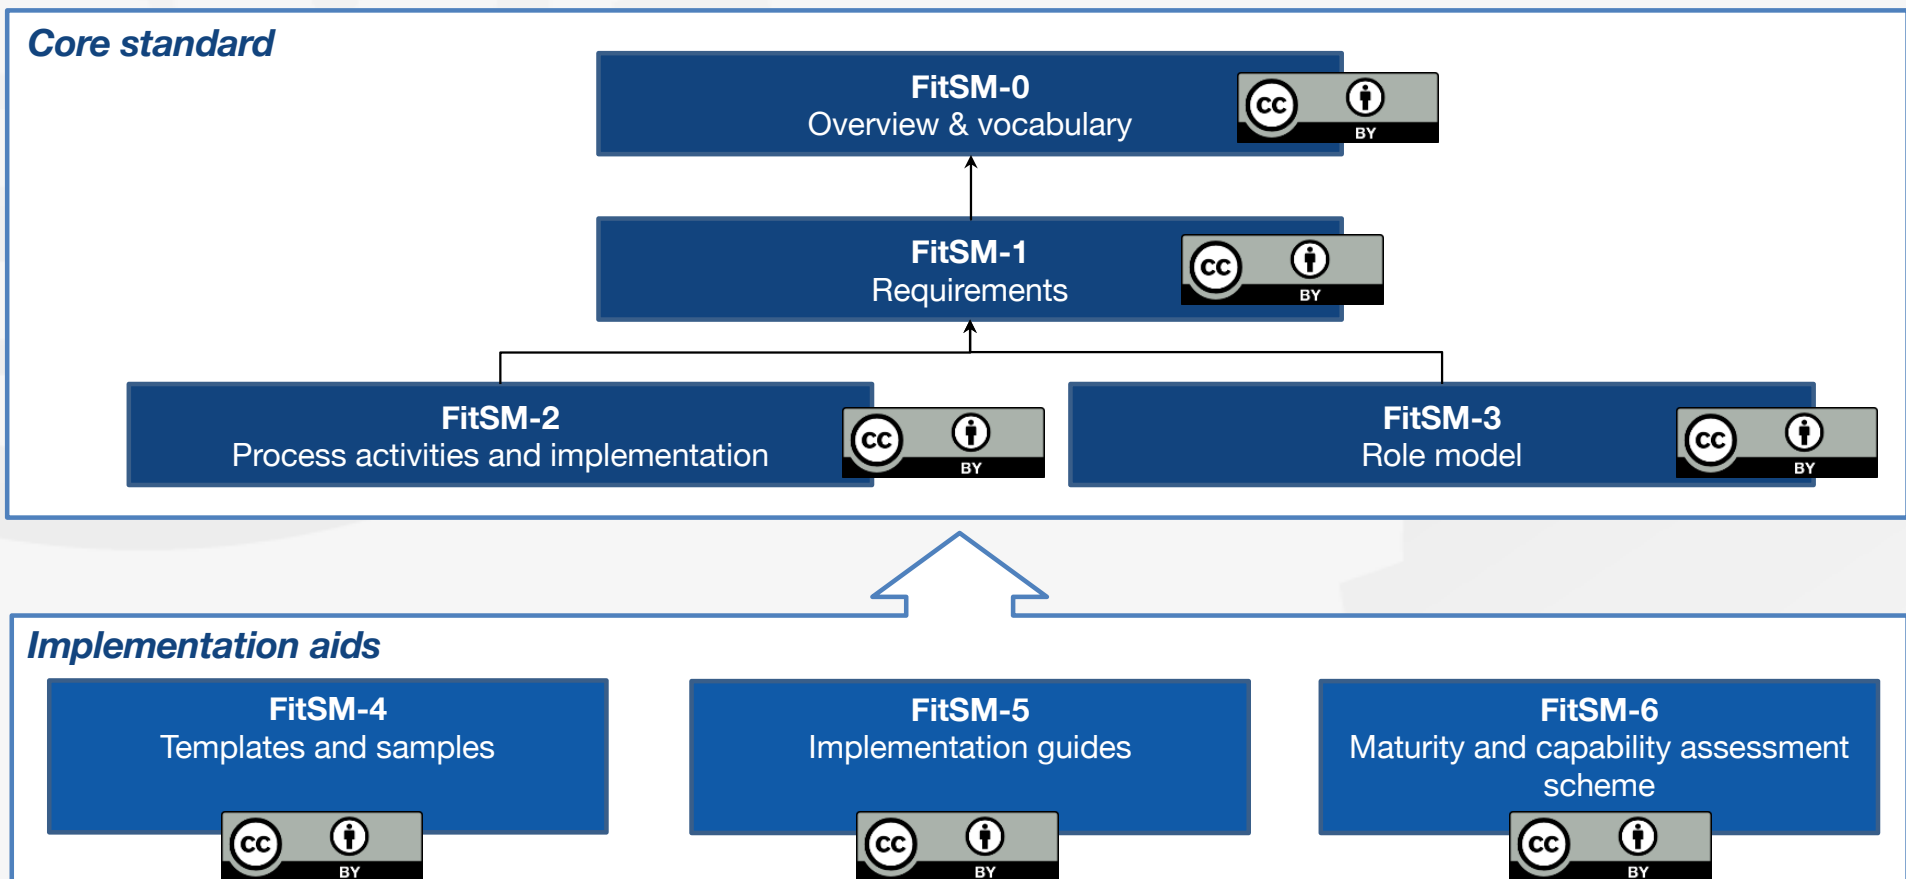 Core standard
FitSM-0
Overview & vocabulary
CC BY
FitSM-1
Requirements
CC BY
FitSM-2
Process activities and implementation
CC BY
FitSM-3
Role model
CC BY
Implementation aids
FitSM-4
Templates and samples
CC BY
FitSM-5
Implementation guides
CC BY
FitSM-6
Maturity and capability assessment
scheme
CC BY